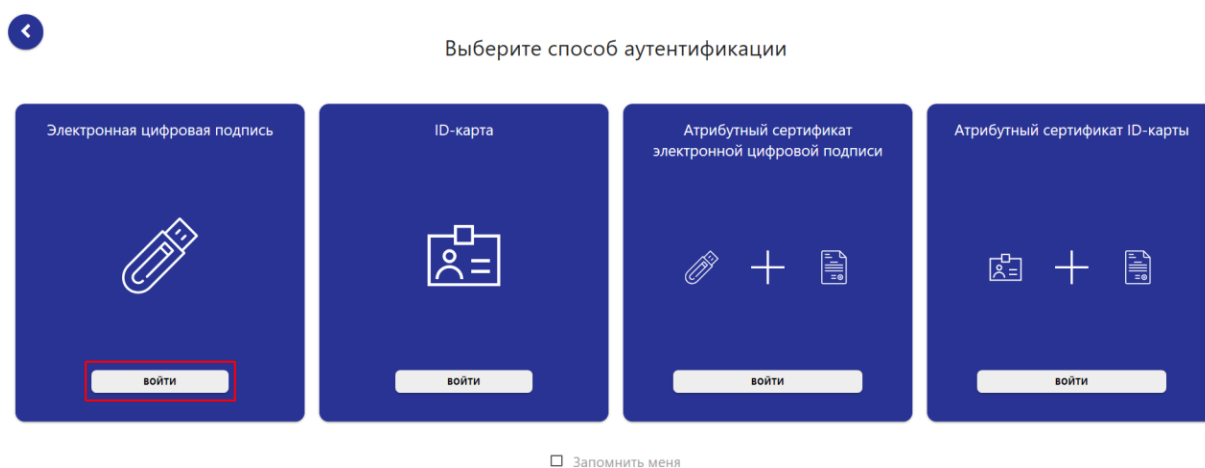 Выберите способ аутентификации
Электронная цифровая подпись
войти
ID-карта
войти
Атрибутный сертификат
электронной цифровой подписи
войти
Атрибутный сертификат ID-карты
войти
Запомнить меня